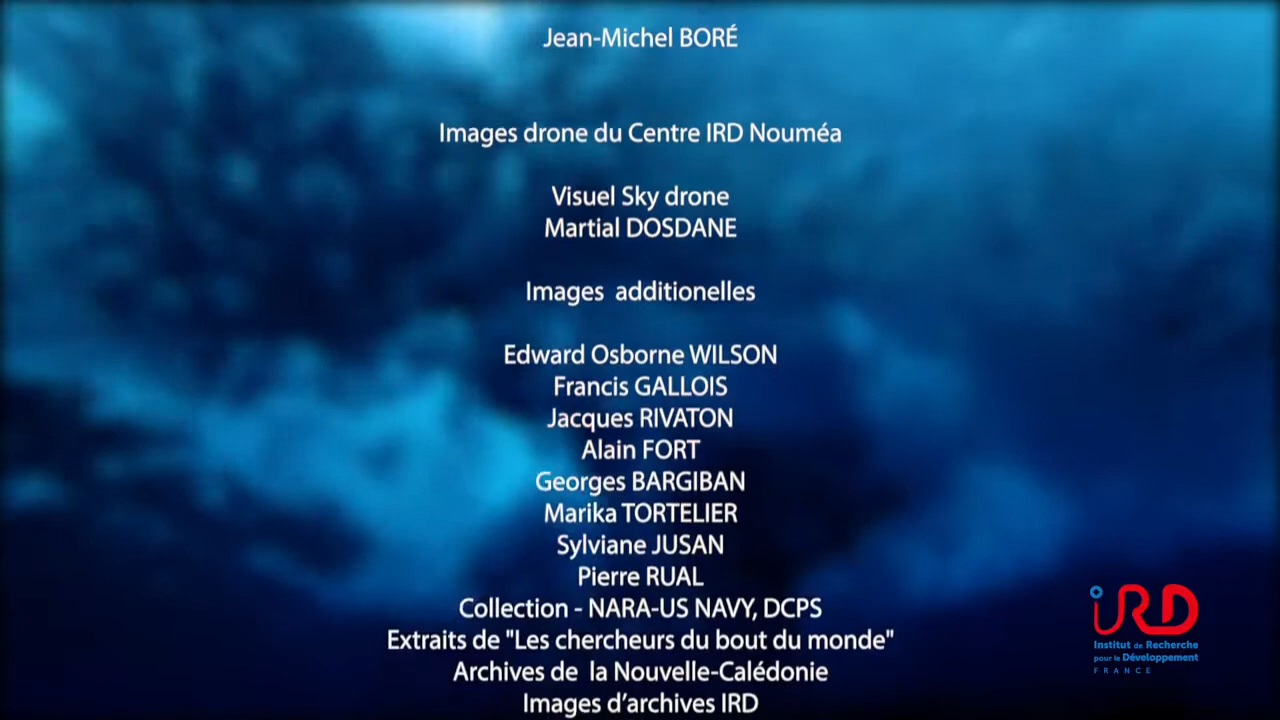 Jean-Michel BORÉ
Images drone du Centre IRD Nouméa
Visuel Sky drone
Martial DOSDANE
Images additionelles
Edward Osborne WILSON
Francis GALLOIS
Jacques RIVATON
Alain FORT
Georges BARGIBAN
Marika TORTELIER
Sylviane JUSAN
Pierre RUAL
Collection - NARA-US NAVY, DCPS
Extraits de "Les chercheurs du bout du monde"
Archives de la Nouvelle-Calédonie
Images d’archives IRD
iRD
Institut de Recherche
pour le Développement
FRANCE